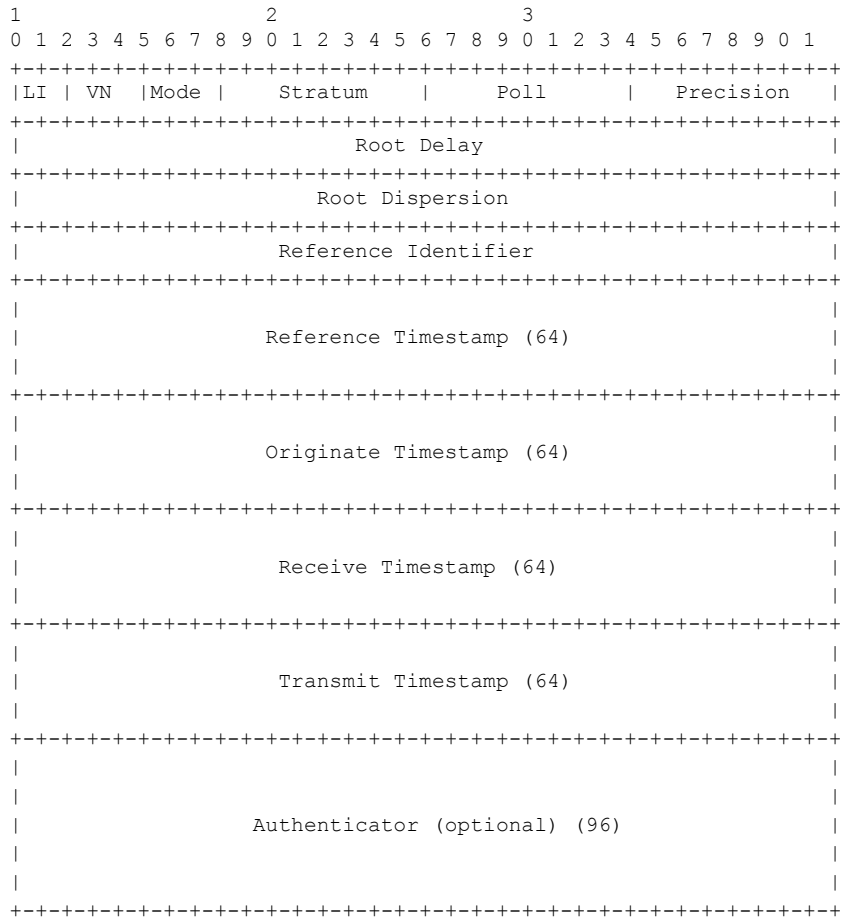 1                   2                   3
0 1 2 3 4 5 6 7 8 9 0 1 2 3 4 5 6 7 8 9 0 1 2 3 4 5 6 7 8 9 0 1
+-+-+-+-+-+-+-+-+-+-+-+-+-+-+-+-+-+-+-+-+-+-+-+-+-+-+-+-+-+-+-+-+
|LI | VN  |Mode |    Stratum    |     Poll      |   Precision   |
+-+-+-+-+-+-+-+-+-+-+-+-+-+-+-+-+-+-+-+-+-+-+-+-+-+-+-+-+-+-+-+-+
|                          Root Delay                           |
+-+-+-+-+-+-+-+-+-+-+-+-+-+-+-+-+-+-+-+-+-+-+-+-+-+-+-+-+-+-+-+-+
|                       Root Dispersion                         |
+-+-+-+-+-+-+-+-+-+-+-+-+-+-+-+-+-+-+-+-+-+-+-+-+-+-+-+-+-+-+-+-+
|                    Reference Identifier                       |
+-+-+-+-+-+-+-+-+-+-+-+-+-+-+-+-+-+-+-+-+-+-+-+-+-+-+-+-+-+-+-+-+
|                                                               |
|                   Reference Timestamp (64)                    |
|                                                               |
+-+-+-+-+-+-+-+-+-+-+-+-+-+-+-+-+-+-+-+-+-+-+-+-+-+-+-+-+-+-+-+-+
|                                                               |
|                   Originate Timestamp (64)                    |
|                                                               |
+-+-+-+-+-+-+-+-+-+-+-+-+-+-+-+-+-+-+-+-+-+-+-+-+-+-+-+-+-+-+-+-+
|                                                               |
|                    Receive Timestamp (64)                     |
|                                                               |
+-+-+-+-+-+-+-+-+-+-+-+-+-+-+-+-+-+-+-+-+-+-+-+-+-+-+-+-+-+-+-+-+
|                                                               |
|                    Transmit Timestamp (64)                    |
|                                                               |
+-+-+-+-+-+-+-+-+-+-+-+-+-+-+-+-+-+-+-+-+-+-+-+-+-+-+-+-+-+-+-+-+
|                                                               |
|                                                               |
|                  Authenticator (optional) (96)                |
|                                                               |
|                                                               |
+-+-+-+-+-+-+-+-+-+-+-+-+-+-+-+-+-+-+-+-+-+-+-+-+-+-+-+-+-+-+-+-+